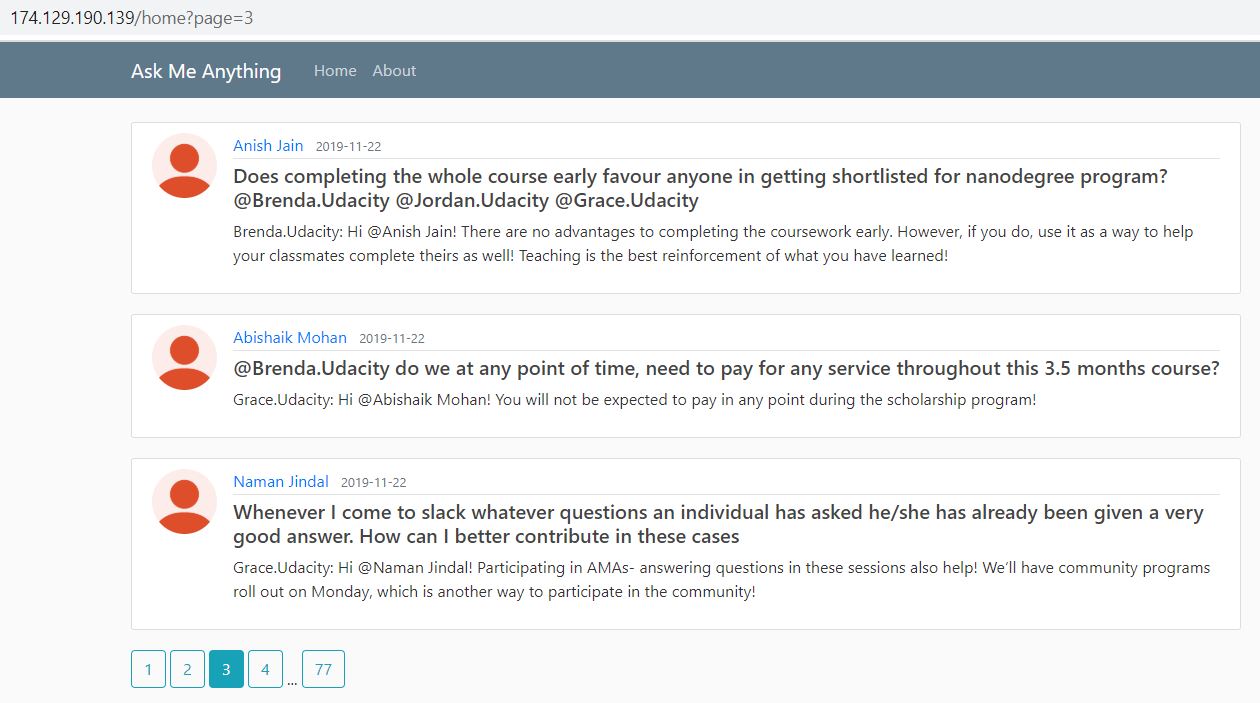 174.129.190.139/home?page=3
Ask Me Anything Home About
Anish Jain 2019-11-22
Does completing the whole course early favour anyone in getting shortlisted for nanodegree program?
@Brenda.Udacity @Jordan.Udacity @Grace.Udacity
Brenda.Udacity: Hi @Anish Jain! There are no advantages to completing the coursework early. However, if you do, use it as a way to help
your classmates complete theirs as well! Teaching is the best reinforcement of what you have learned!
Abishaik Mohan 2019-11-22
@Brenda.Udacity do we at any point of time, need to pay for any service throughout this 3.5 months course?
Grace.Udacity: Hi @Abishaik Mohan! You will not be expected to pay in any point during the scholarship program!
Naman Jindal 2019-11-22
Whenever I come to slack whatever questions an individual has asked he/she has already been given a very
good answer. How can I better contribute in these cases
Grace.Udacity: Hi @Naman Jindal! Participating in AMAs- answering questions in these sessions also help! We’ll have community programs
roll out on Monday, which is another way to participate in the community!
1 2 3 4 ... 77